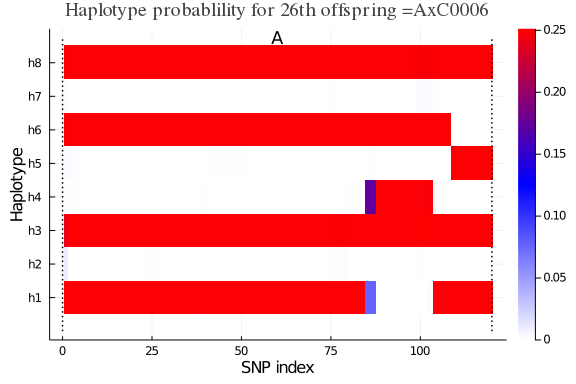 Haplotype probablility for 26th offspring =AxC0006
A
h8
h7
h6
h5
h4
h3
h2
h1
Haplotype
0 25 50 75 100
SNP index
0.25
0.20
0.15
0.10
0.05
0